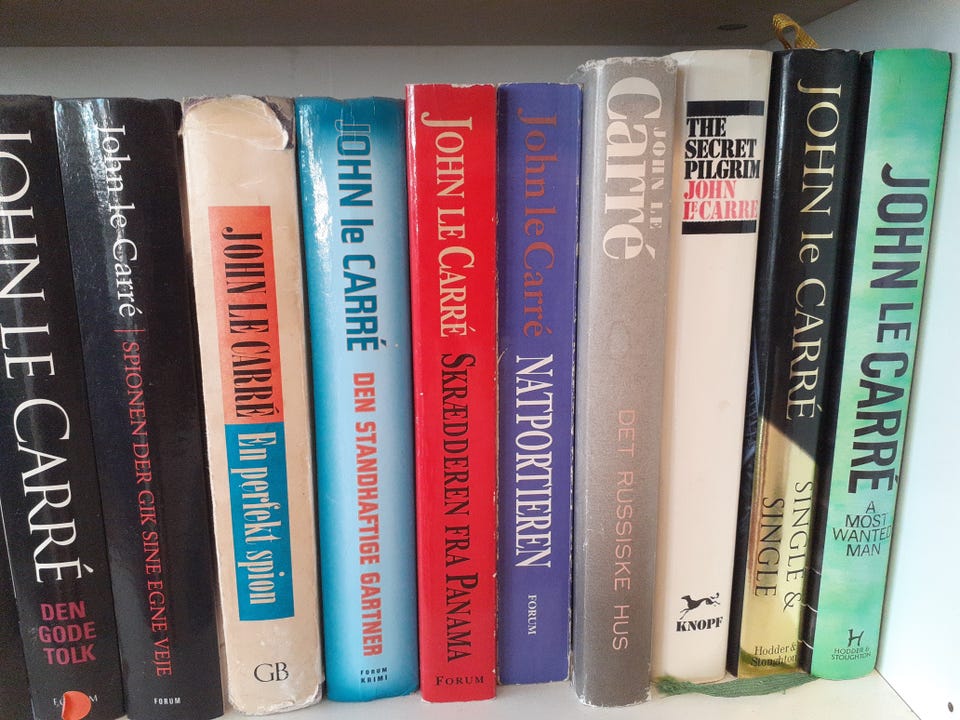 JOHN LE CARRÉ
DEN
GODE
TOLK
John le Carré | SPIONEN DER GIK SINE EGNE VEJE
FORUM
JOHN LE CARRÉ
En perfekt spion
GB
JOHN le CARRÉ DEN STANDHAFTIGE GARTNER
FORUM
KRIMI
JOHN LE CARRÉ SKRÆDDEREN FRA PANAMA
FORUM
John le Carré NATPORTIEREN
FORUM
JOHN LE
Carré
DET RUSSISKE HUS
THE
SECRET
PILGRIM
JOHN
LE CARRE
KNOPF
JOHN le CARRÉ
SINGLE &
SINGLE
Hodder &
Stoughton
JOHN LE CARRÉ
A
MOST
WANTED
MAN
H
HODDER &
STOUGHTON